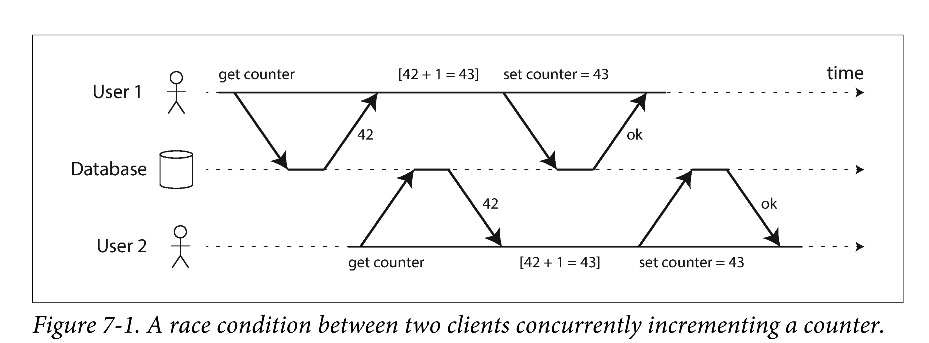 get counter [42 + 1 = 43] set counter = 43 time
User 1
42 ok
Database
42 ok
User 2
get counter [42 + 1 = 43] set counter = 43
Figure 7-1. A race condition between two clients concurrently incrementing a counter.